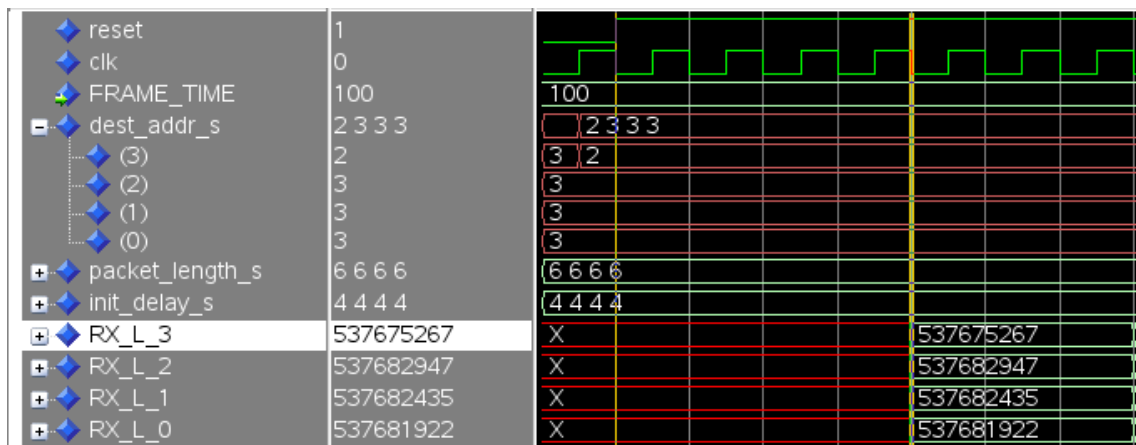 reset 1
clk 0
FRAME_TIME 100 100
dest_addr_s 2 3 3 3 2 3 3 3
(3) 2 3 2
(2) 3 3
(1) 3 3
(0) 3 3
packet_length_s 6 6 6 6 6 6 6 6
init_delay_s 4 4 4 4 4 4 4 4
RX_L_3 537675267 X 537675267
RX_L_2 537682947 X 537682947
RX_L_1 537682435 X 537682435
RX_L_0 537681922 X 537681922